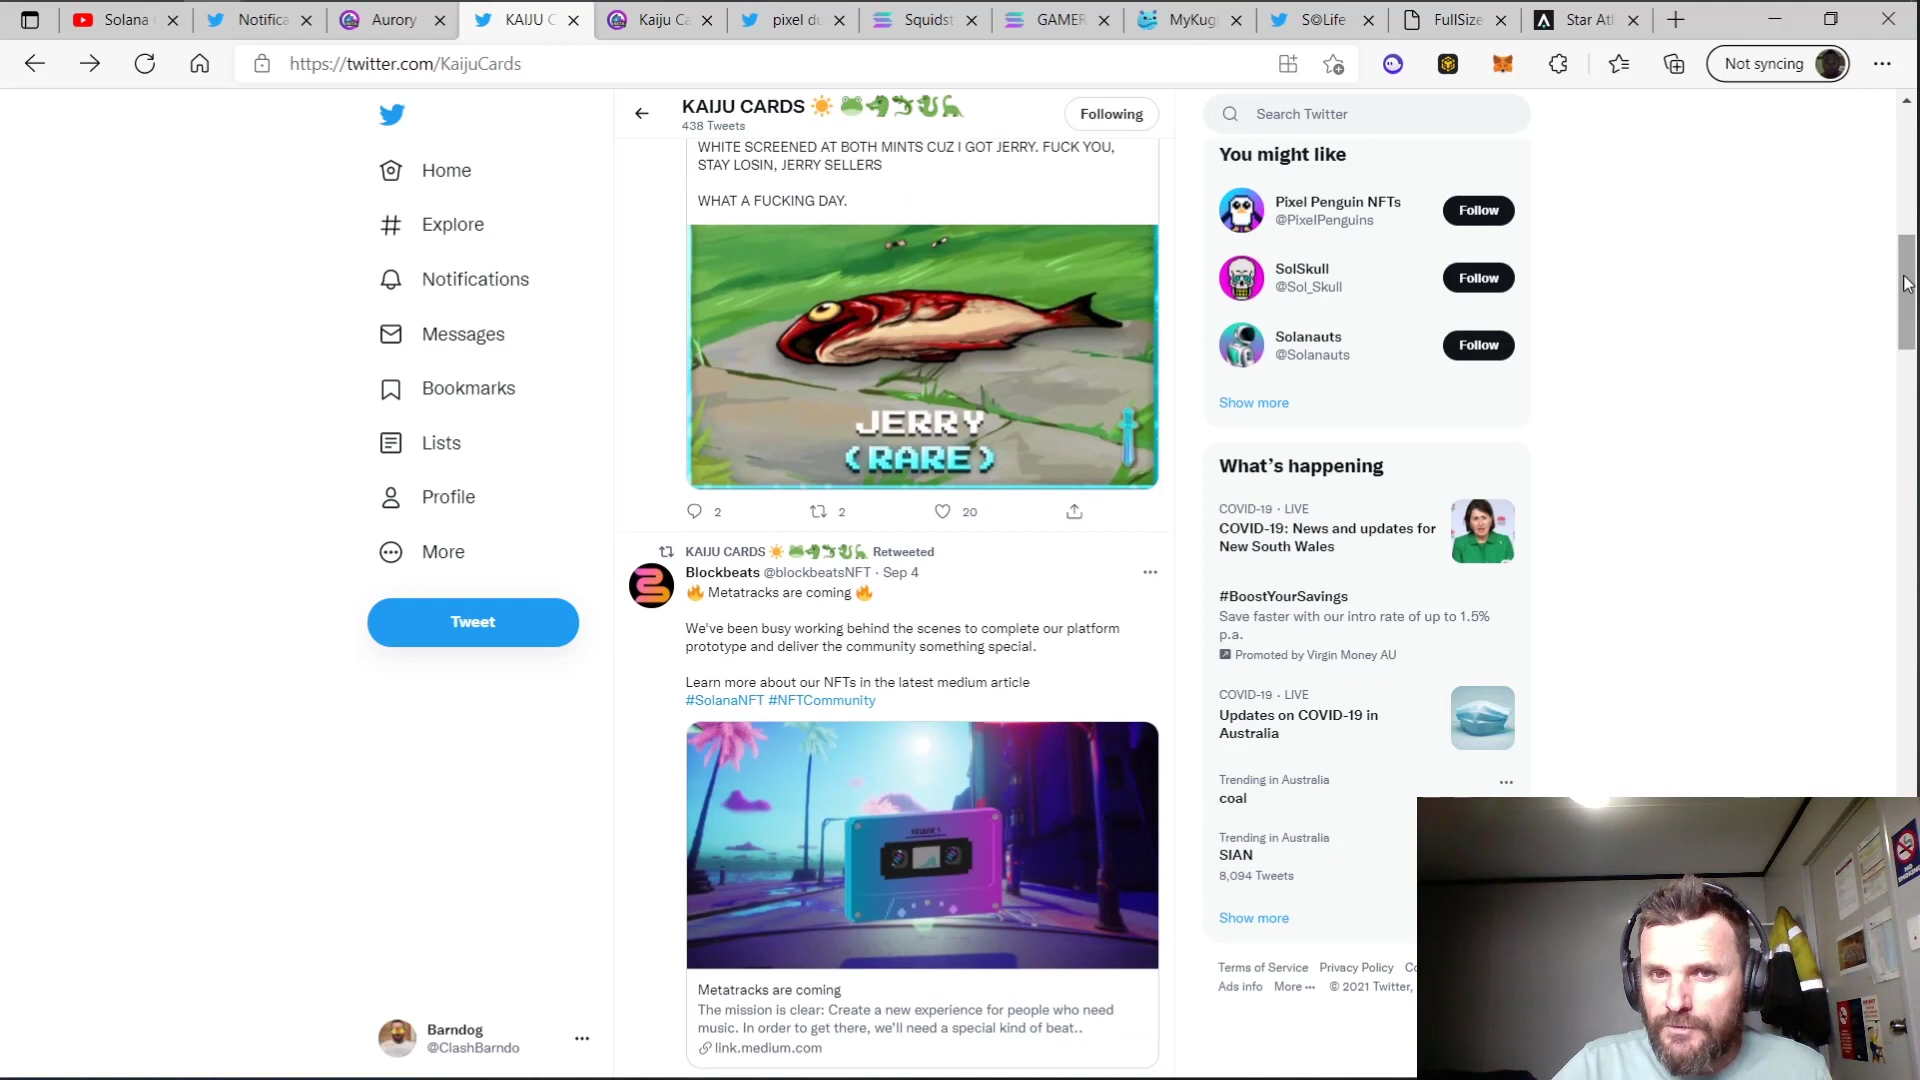 Solana
Notifica
Aurory
KAIJU C
Kaiju Ca
pixel du
Squidst
GAMER
MyKugi
S◎Life
FullSize
Star Atl
https://twitter.com/KaijuCards
Not syncing
KAIJU CARDS
438 Tweets
Following
Home
Explore
Notifications
Messages
Bookmarks
Lists
Profile
More
Tweet
Barndog
@ClashBarndo
WHITE SCREENED AT BOTH MINTS CUZ I GOT JERRY. FUCK YOU,
STAY LOSIN, JERRY SELLERS
WHAT A FUCKING DAY.
JERRY
(RARE)
2
2
20
KAIJU CARDS ☀️ Retweeted
Blockbeats @blockbeatsNFT · Sep 4
🔥 Metatracks are coming 🔥
We've been busy working behind the scenes to complete our platform
prototype and deliver the community something special.
Learn more about our NFTs in the latest medium article
#SolanaNFT #NFTCommunity
VOLUME 1
Metatracks are coming
The mission is clear: Create a new experience for people who need
music. In order to get there, we'll need a special kind of beat..
link.medium.com
Search Twitter
You might like
Pixel Penguin NFTs
@PixelPenguins
Follow
SolSkull
@Sol_Skull
Follow
Solanauts
@Solanauts
Follow
Show more
What's happening
COVID-19 · LIVE
COVID-19: News and updates for
New South Wales
#BoostYourSavings
Save faster with our intro rate of up to 1.5%
p.a.
Promoted by Virgin Money AU
COVID-19 · LIVE
Updates on COVID-19 in
Australia
Trending in Australia
coal
Trending in Australia
SIAN
8,094 Tweets
Show more
Terms of Service Privacy Policy
Ads info More ··· © 2021 Twitter,